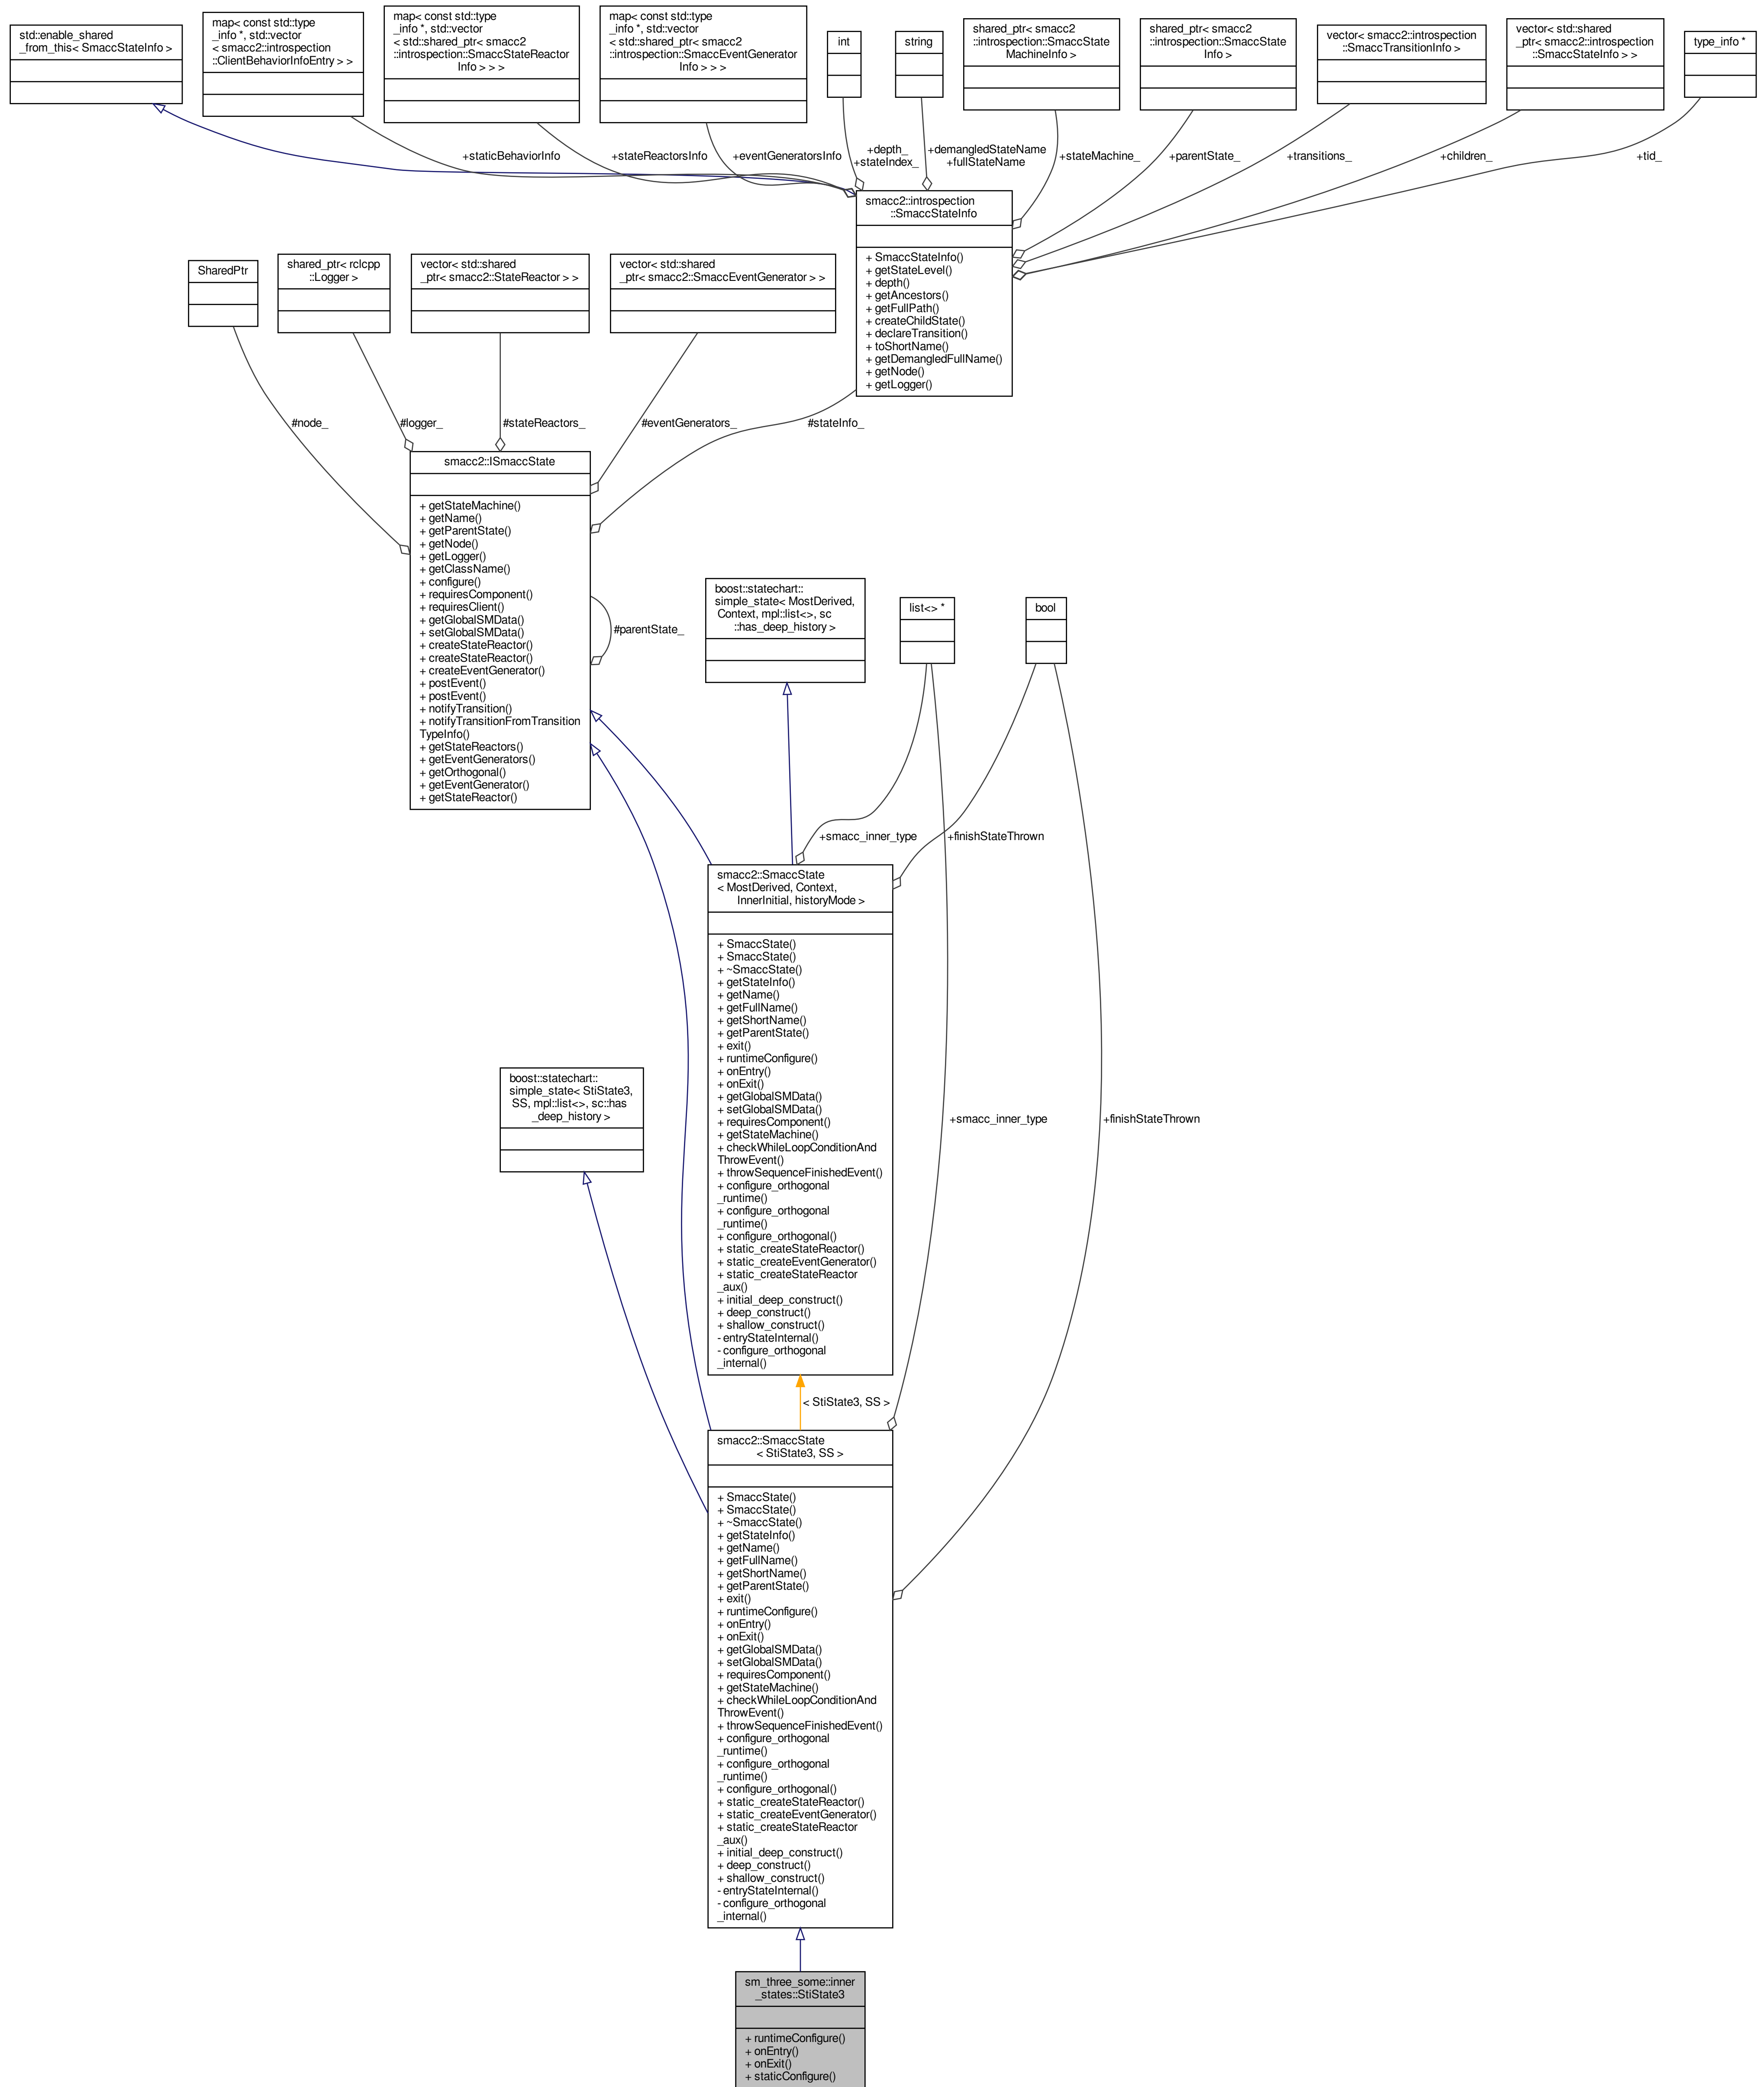 std::enable_shared
_from_this< SmaccStateInfo >
map< const std::type
_info *, std::vector
< smacc2::introspection
::ClientBehaviorInfoEntry > >
map< const std::type
_info *, std::vector
< std::shared_ptr< smacc2
::introspection::SmaccStateReactor
Info > > >
map< const std::type
_info *, std::vector
< std::shared_ptr< smacc2
::introspection::SmaccEventGenerator
Info > > >
int
string
shared_ptr< smacc2
::introspection::SmaccState
MachineInfo >
shared_ptr< smacc2
::introspection::SmaccState
Info >
vector< smacc2::introspection
::SmaccTransitionInfo >
vector< std::shared
_ptr< smacc2::introspection
::SmaccStateInfo > >
type_info *
+staticBehaviorInfo
+stateReactorsInfo
+eventGeneratorsInfo
+depth_
+stateIndex_
+demangledStateName
+fullStateName
+stateMachine_
+parentState_
+transitions_
+children_
+tid_
smacc2::introspection
::SmaccStateInfo
+ SmaccStateInfo()
+ getStateLevel()
+ depth()
+ getAncestors()
+ getFullPath()
+ createChildState()
+ declareTransition()
+ toShortName()
+ getDemangledFullName()
+ getNode()
+ getLogger()
SharedPtr
shared_ptr< rclcpp
::Logger >
vector< std::shared
_ptr< smacc2::StateReactor > >
vector< std::shared
_ptr< smacc2::SmaccEventGenerator > >
#node_
#logger_
#stateReactors_
#eventGenerators_
#stateInfo_
smacc2::ISmaccState
+ getStateMachine()
+ getName()
+ getParentState()
+ getNode()
+ getLogger()
+ getClassName()
+ configure()
+ requiresComponent()
+ requiresClient()
+ getGlobalSMData()
+ setGlobalSMData()
+ createStateReactor()
+ createStateReactor()
+ createEventGenerator()
+ postEvent()
+ postEvent()
+ notifyTransition()
+ notifyTransitionFromTransition
TypeInfo()
+ getStateReactors()
+ getEventGenerators()
+ getOrthogonal()
+ getEventGenerator()
+ getStateReactor()
#parentState_
boost::statechart::
simple_state< MostDerived,
Context, mpl::list<>, sc
::has_deep_history >
list<> *
bool
+smacc_inner_type
+finishStateThrown
smacc2::SmaccState
< MostDerived, Context,
InnerInitial, historyMode >
+ SmaccState()
+ SmaccState()
+ ~SmaccState()
+ getStateInfo()
+ getName()
+ getFullName()
+ getShortName()
+ getParentState()
+ exit()
+ runtimeConfigure()
+ onEntry()
+ onExit()
+ getGlobalSMData()
+ setGlobalSMData()
+ requiresComponent()
+ getStateMachine()
+ checkWhileLoopConditionAnd
ThrowEvent()
+ throwSequenceFinishedEvent()
+ configure_orthogonal
_runtime()
+ configure_orthogonal
_runtime()
+ configure_orthogonal()
+ static_createStateReactor()
+ static_createEventGenerator()
+ static_createStateReactor
_aux()
+ initial_deep_construct()
+ deep_construct()
+ shallow_construct()
- entryStateInternal()
- configure_orthogonal
_internal()
boost::statechart::
simple_state< StiState3,
SS, mpl::list<>, sc::has
_deep_history >
+smacc_inner_type
+finishStateThrown
< StiState3, SS >
smacc2::SmaccState
< StiState3, SS >
+ SmaccState()
+ SmaccState()
+ ~SmaccState()
+ getStateInfo()
+ getName()
+ getFullName()
+ getShortName()
+ getParentState()
+ exit()
+ runtimeConfigure()
+ onEntry()
+ onExit()
+ getGlobalSMData()
+ setGlobalSMData()
+ requiresComponent()
+ getStateMachine()
+ checkWhileLoopConditionAnd
ThrowEvent()
+ throwSequenceFinishedEvent()
+ configure_orthogonal
_runtime()
+ configure_orthogonal
_runtime()
+ configure_orthogonal()
+ static_createStateReactor()
+ static_createEventGenerator()
+ static_createStateReactor
_aux()
+ initial_deep_construct()
+ deep_construct()
+ shallow_construct()
- entryStateInternal()
- configure_orthogonal
_internal()
sm_three_some::inner
_states::StiState3
+ runtimeConfigure()
+ onEntry()
+ onExit()
+ staticConfigure()